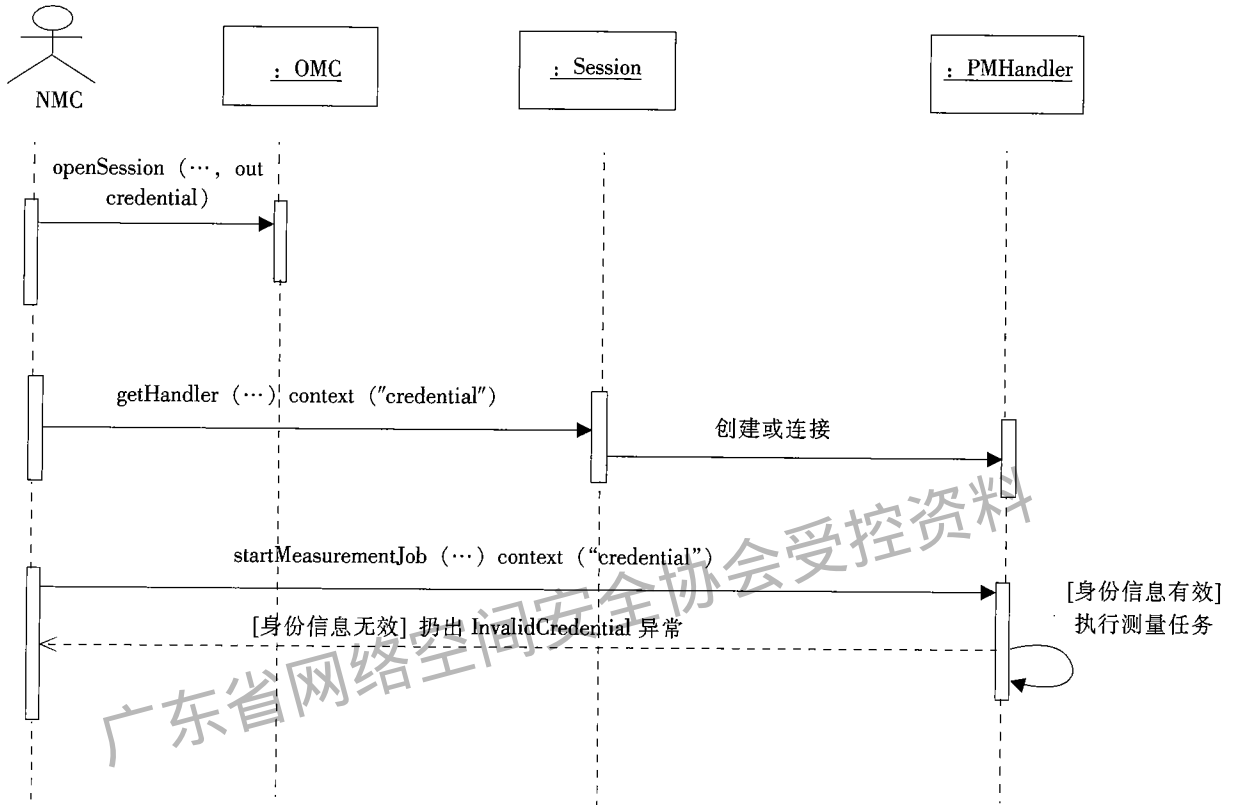 NMC
: OMC
: Session
: PMHandler
openSession (…, out
credential)
getHandler (…) context ("credential")
创建或连接
startMeasurementJob (…) context ("credential")
[身份信息有效]
执行测量任务
[身份信息无效] 扔出 InvalidCredential 异常
广东省网络空间安全协会受控资料